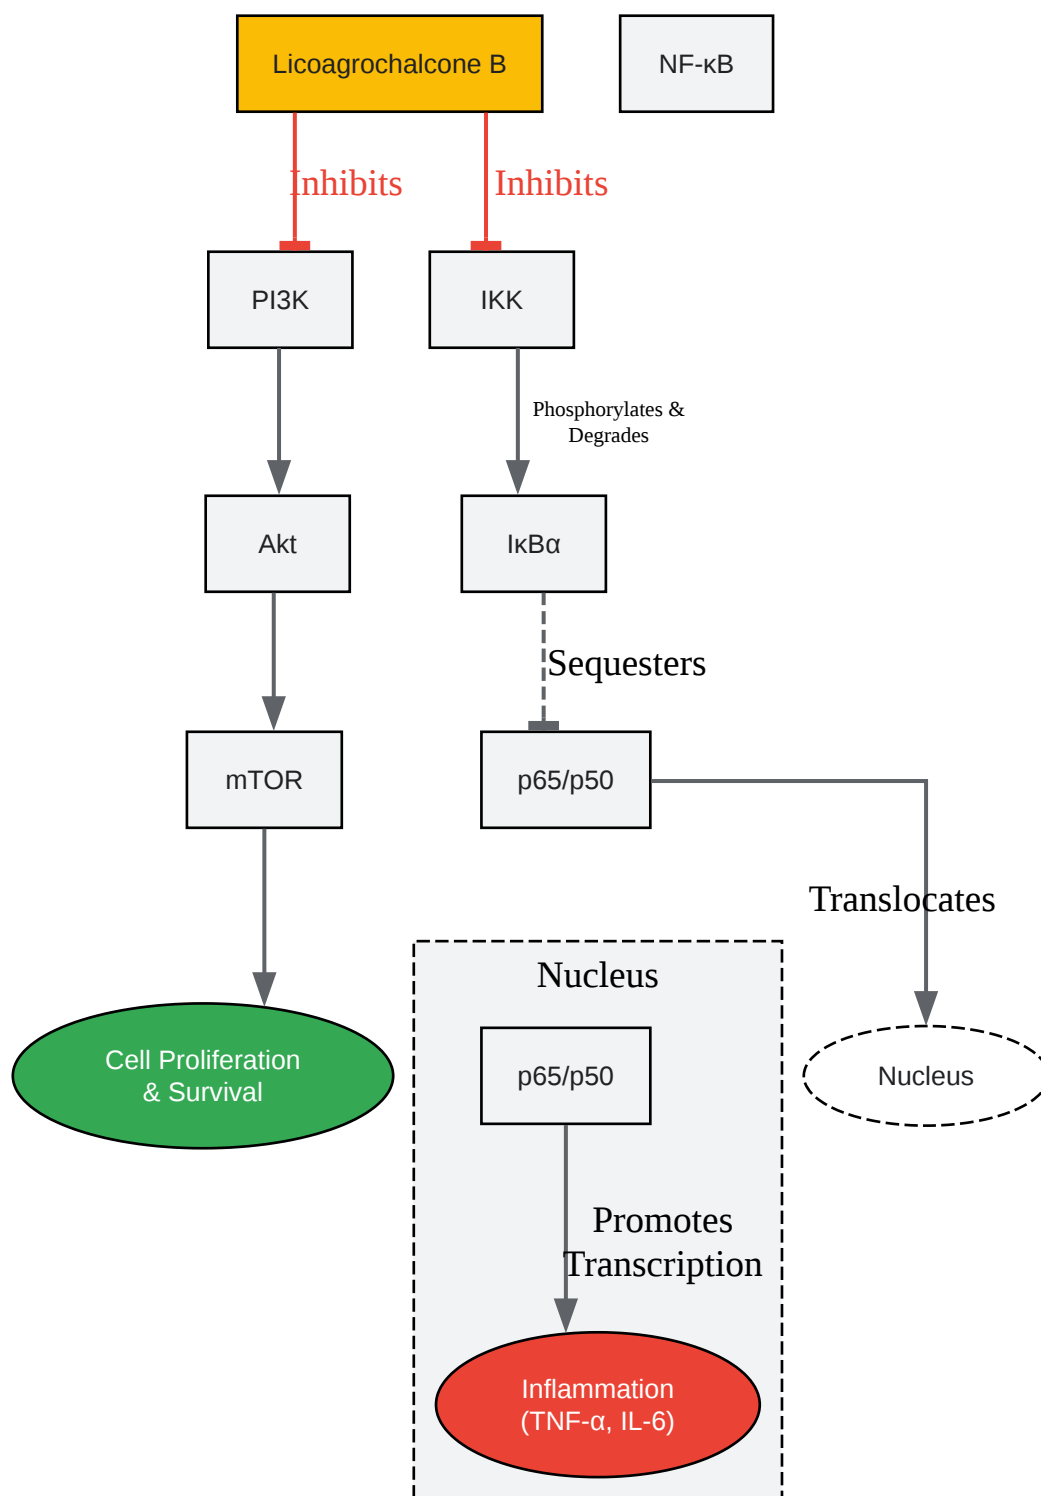 Licoagrochalcone B
NF-κB
Inhibits
Inhibits
PI3K
IKK
Phosphorylates &
Degrades
Akt
IκBα
Sequesters
mTOR
p65/p50
Translocates
Nucleus
Cell Proliferation
& Survival
p65/p50
Nucleus
Promotes
Transcription
Inflammation
(TNF-α, IL-6)